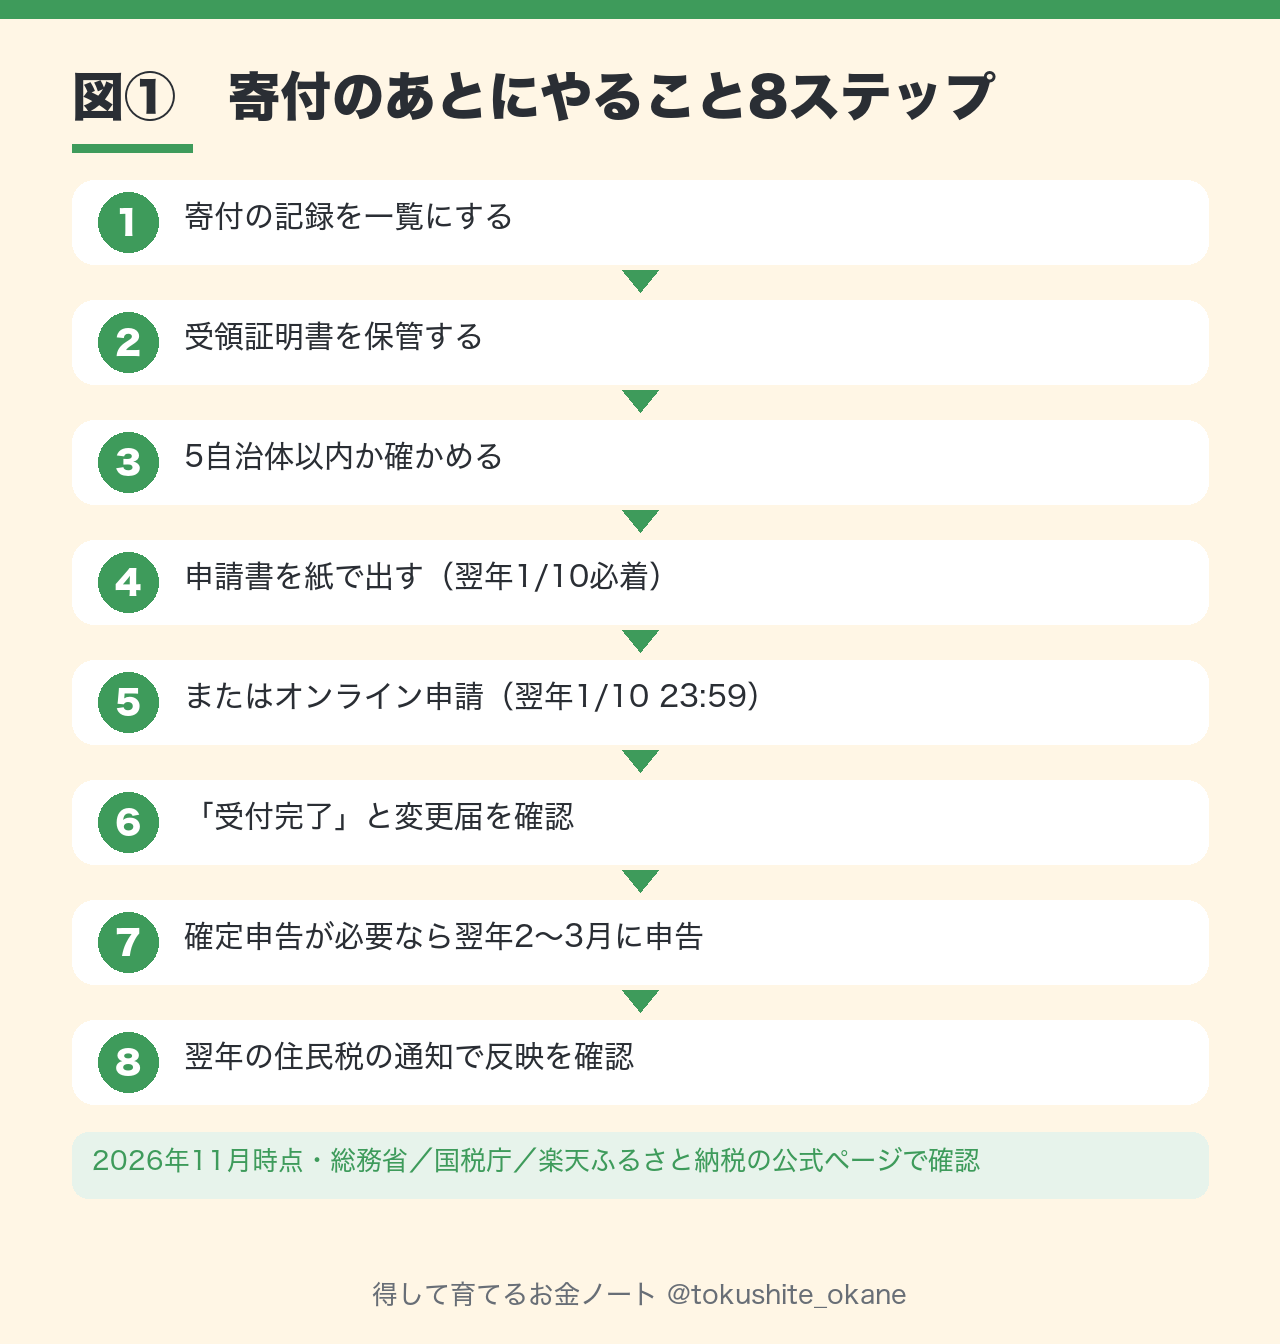 図①　寄付のあとにやること8ステップ
1 寄付の記録を一覧にする
2 受領証明書を保管する
3 5自治体以内か確かめる
4 申請書を紙で出す（翌年1/10必着）
5 またはオンライン申請（翌年1/10 23:59）
6 「受付完了」と変更届を確認
7 確定申告が必要なら翌年2〜3月に申告
8 翌年の住民税の通知で反映を確認
2026年11月時点・総務省／国税庁／楽天ふるさと納税の公式ページで確認
得して育てるお金ノート @tokushite_okane